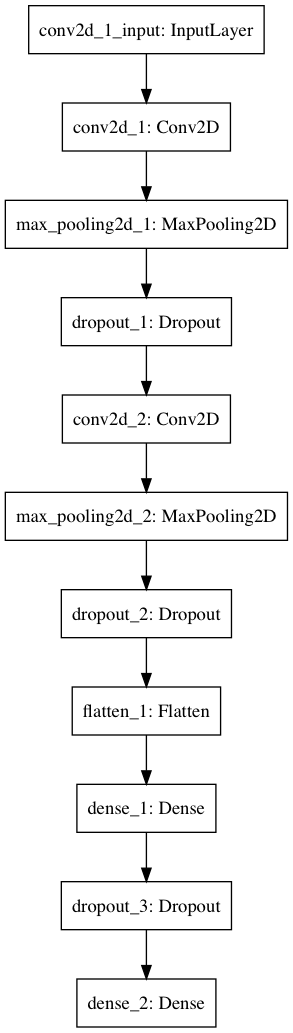 conv2d_1_input: InputLayer
conv2d_1: Conv2D
max_pooling2d_1: MaxPooling2D
dropout_1: Dropout
conv2d_2: Conv2D
max_pooling2d_2: MaxPooling2D
dropout_2: Dropout
flatten_1: Flatten
dense_1: Dense
dropout_3: Dropout
dense_2: Dense